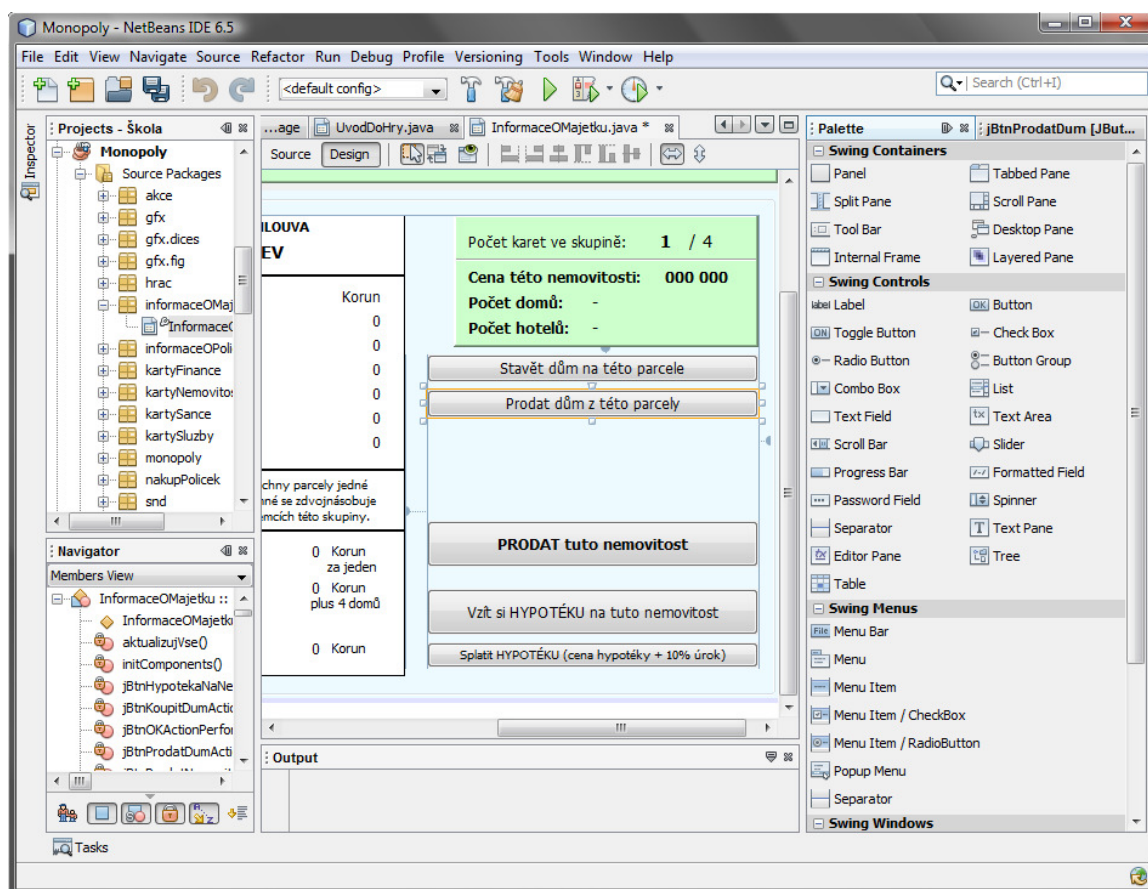 Monopoly - NetBeans IDE 6.5
File Edit View Navigate Source Refactor Run Debug Profile Versioning Tools Window Help
<default config>
Search (Ctrl+I)
Inspector
Projects - Škola
Monopoly
Source Packages
akce
gfx
gfx.dices
gfx.fig
hrac
informaceOMaj
InformaceO
informaceOPoli
kartyFinance
kartyNemovitos
kartySance
kartySluzby
monopoly
nakupPolicek
snd
Navigator
Members View
InformaceOMajetku ::
InformaceOMajetk
aktualizujVse()
initComponents()
jBtnHypotekaNaNe
jBtnKoupitDumActio
jBtnOKActionPerfor
jBtnProdatDumActi
Tasks
...age
UvodDoHry.java
InformaceOMajetku.java *
Source Design
MLOUVA
EV
Korun
0
0
0
0
0
0
chny parcely jedné
nné se zdvojnásobuje
emcích této skupiny.
0 Korun
za jeden
0 Korun
plus 4 domů
0 Korun
Počet karet ve skupině: 1 / 4
Cena této nemovitosti: 000 000
Počet domů: -
Počet hotelů: -
Stavět dům na této parcele
Prodat dům z této parcely
PRODAT tuto nemovitost
Vzít si HYPOTÉKU na tuto nemovitost
Splatit HYPOTÉKU (cena hypotéky + 10% úrok)
Output
Palette
jBtnProdatDum [JBut...
Swing Containers
Panel Tabbed Pane
Split Pane Scroll Pane
Tool Bar Desktop Pane
Internal Frame Layered Pane
Swing Controls
label Label OK Button
ON Toggle Button Check Box
Radio Button Button Group
Combo Box List
Text Field Text Area
Scroll Bar Slider
Progress Bar Formatted Field
Password Field Spinner
Separator Text Pane
Editor Pane Tree
Table
Swing Menus
File Menu Bar
Menu
Menu Item
Menu Item / CheckBox
Menu Item / RadioButton
Popup Menu
Separator
Swing Windows